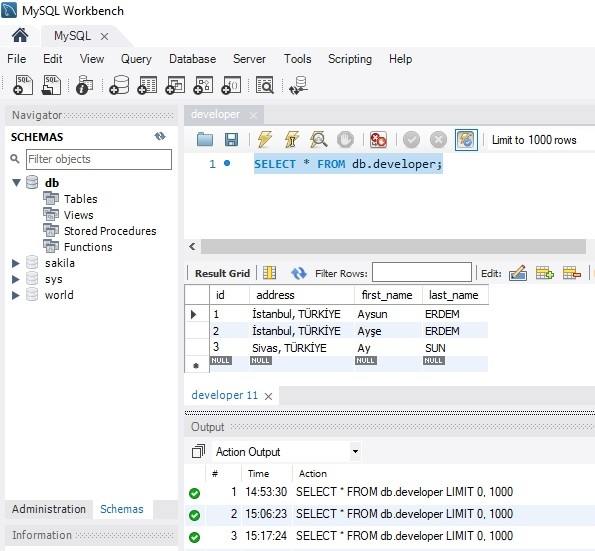 MySQL Workbench
MySQL
File Edit View Query Database Server Tools Scripting Help
Navigator
SCHEMAS
Filter objects
db
Tables
Views
Stored Procedures
Functions
sakila
sys
world
Administration Schemas
Information
developer
Limit to 1000 rows
1 SELECT * FROM db.developer;
Result Grid Filter Rows: Edit:
id address first_name last_name
1 İstanbul, TÜRKİYE Aysun ERDEM
2 İstanbul, TÜRKİYE Ayşe ERDEM
3 Sivas, TÜRKİYE Ay SUN
NULL NULL NULL NULL
developer 11
Output
Action Output
# Time Action
1 14:53:30 SELECT * FROM db.developer LIMIT 0, 1000
2 15:06:23 SELECT * FROM db.developer LIMIT 0, 1000
3 15:17:24 SELECT * FROM db.developer LIMIT 0, 1000